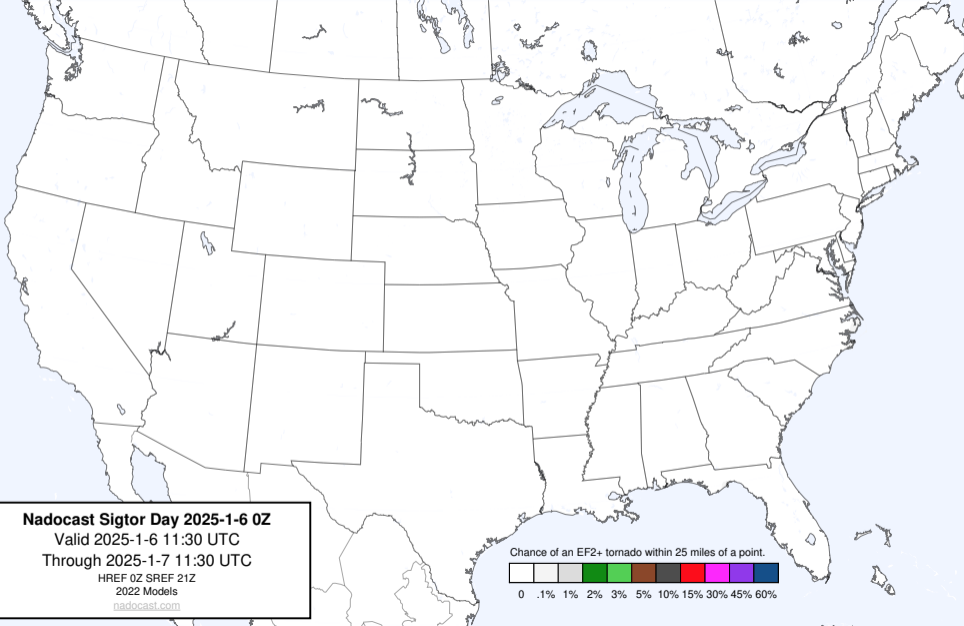 Nadocast Sigtor Day 2025-1-6 0Z
Valid 2025-1-6 11:30 UTC
Through 2025-1-7 11:30 UTC
HREF 0Z SREF 21Z
2022 Models
nadocast.com
Chance of an EF2+ tornado within 25 miles of a point.
0 .1% 1% 2% 3% 5% 10% 15% 30% 45% 60%